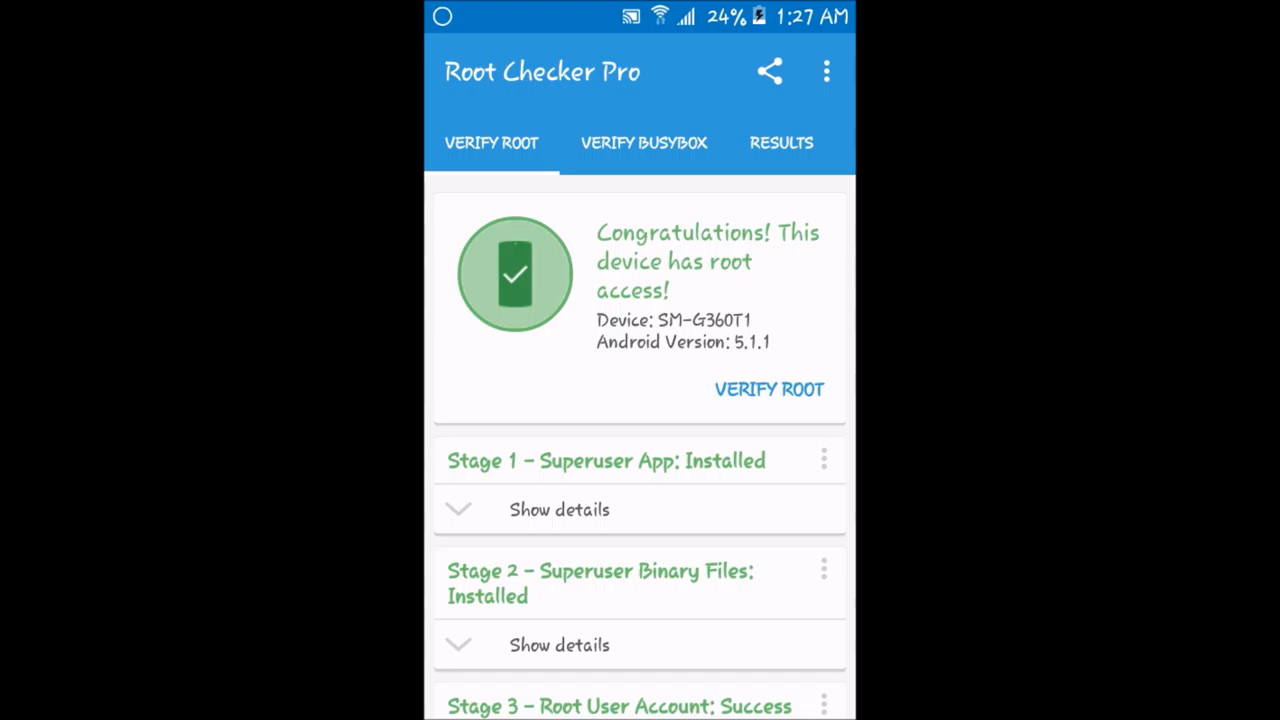 24% 1:27 AM
Root Checker Pro
VERIFY ROOT VERIFY BUSYBOX RESULTS
Congratulations! This
device has root
access!
Device: SM-G360T1
Android Version: 5.1.1
VERIFY ROOT
Stage 1 - Superuser App: Installed
Show details
Stage 2 - Superuser Binary Files:
Installed
Show details
Stage 3 - Root User Account: Success